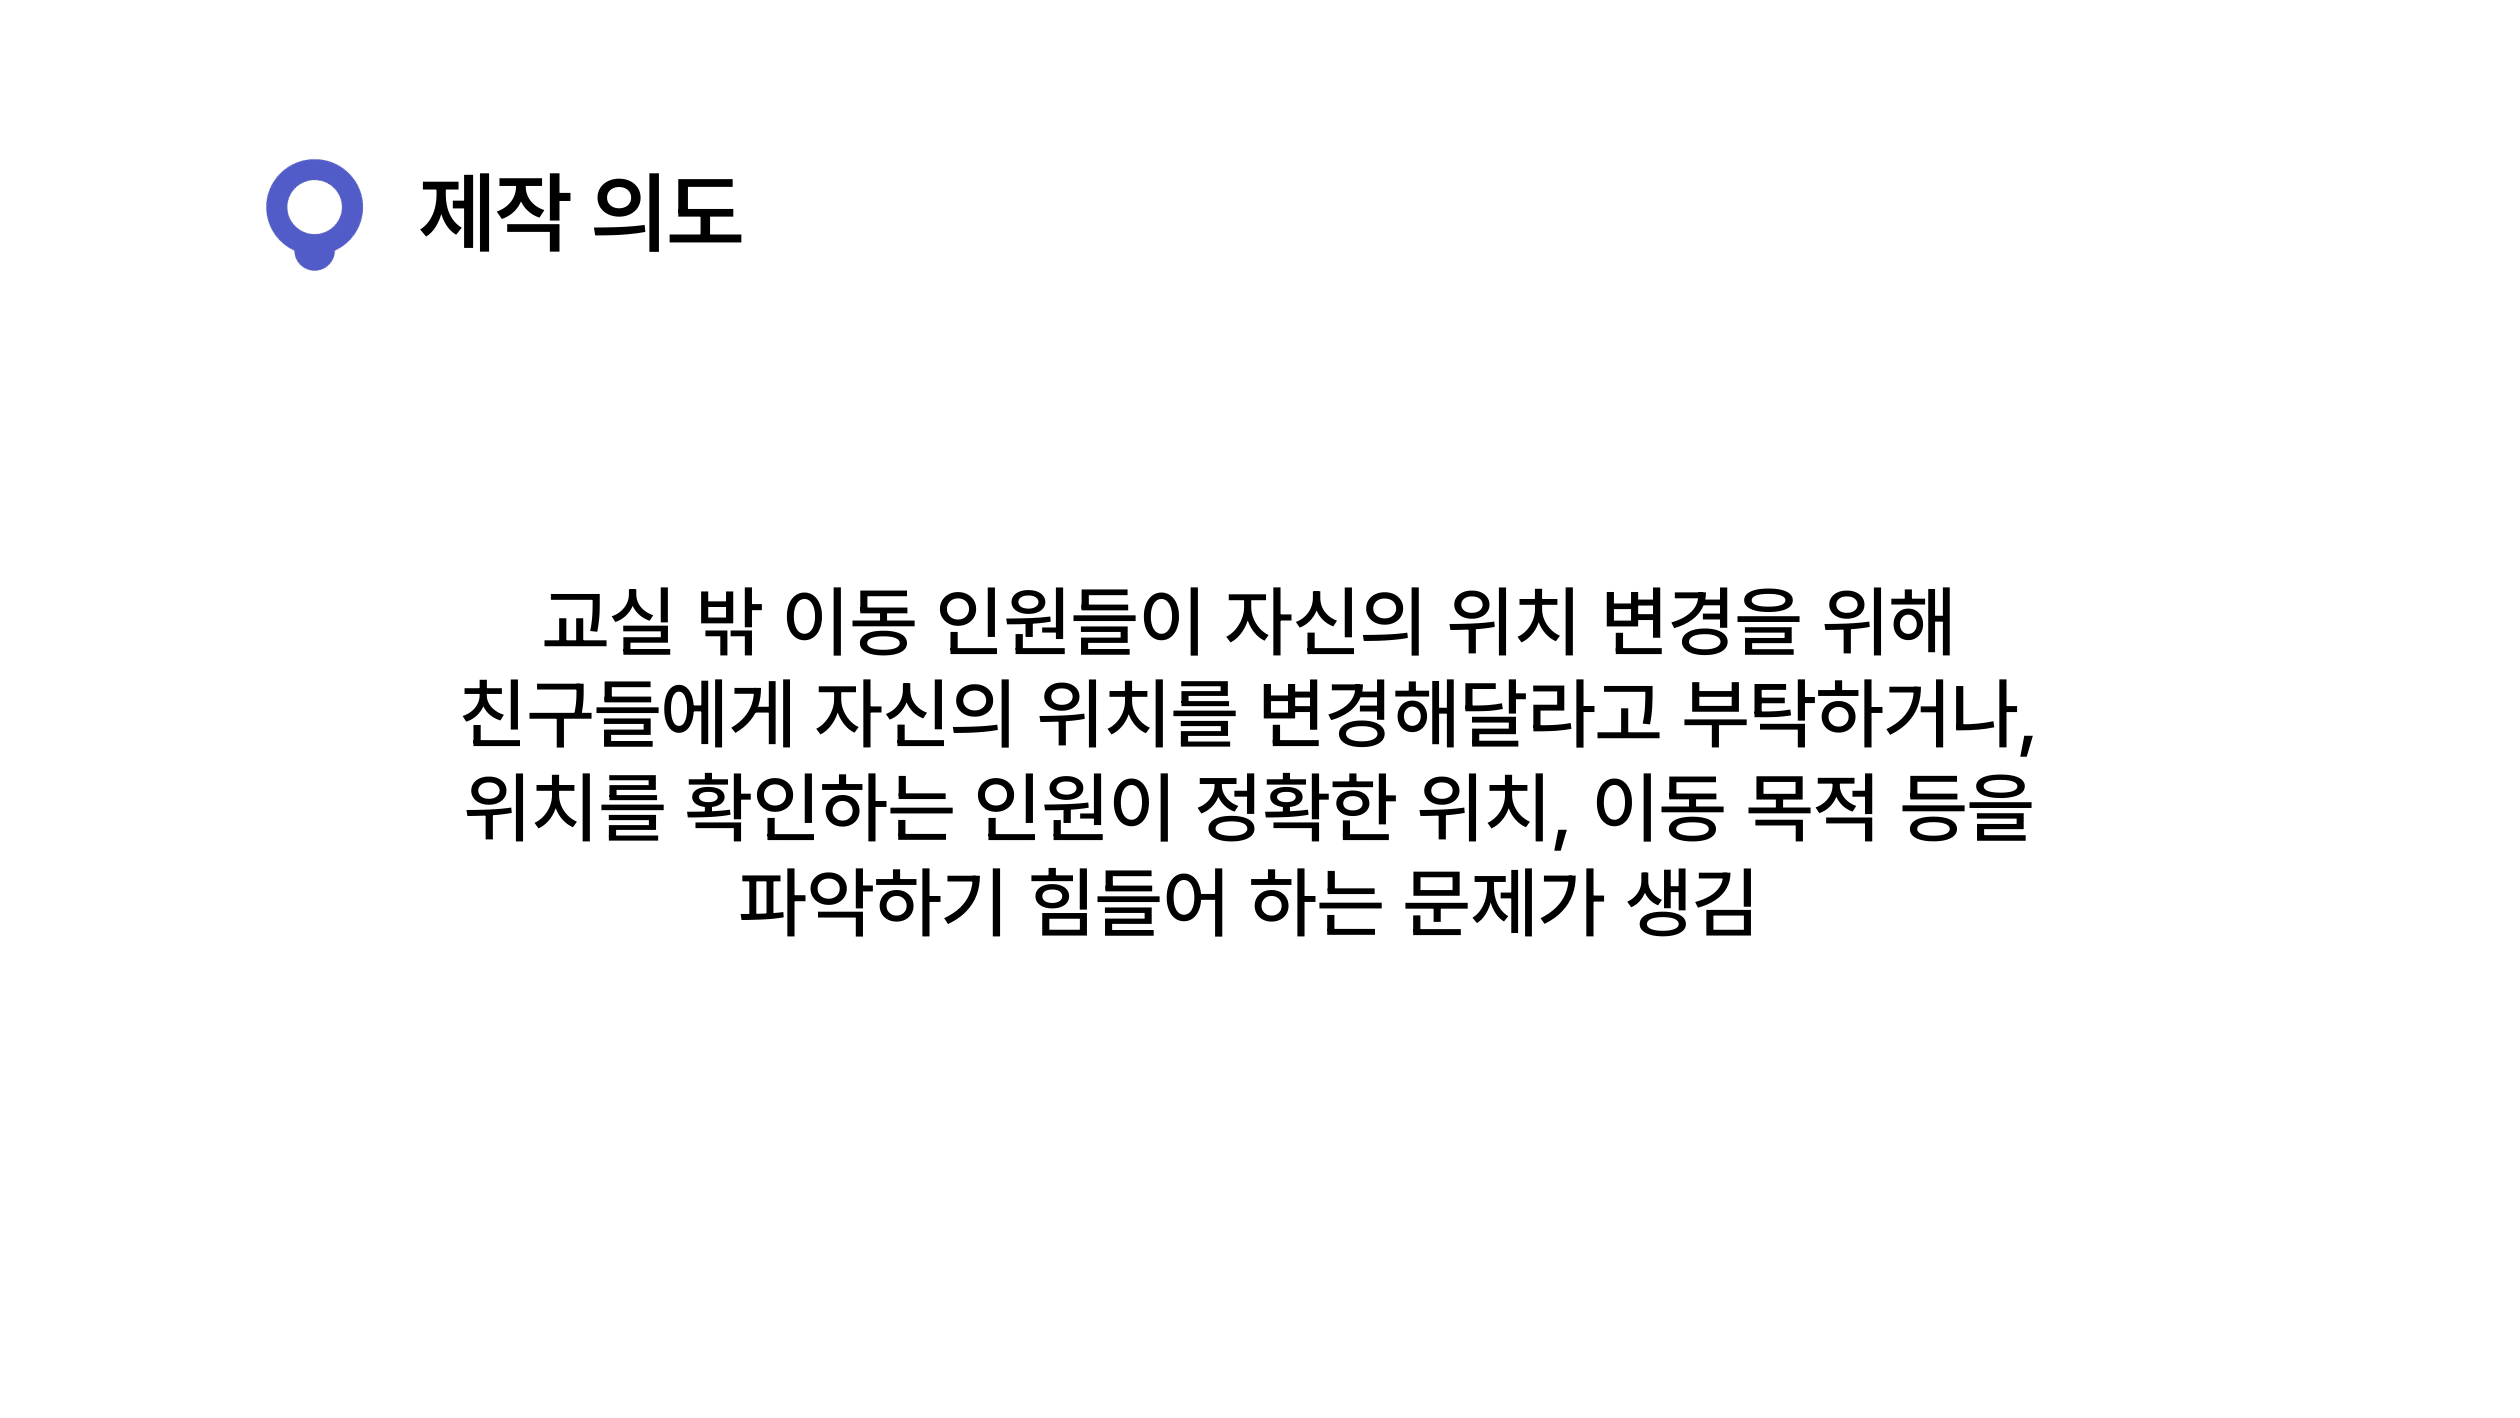 제작 의도
교실 밖이동 인원이 자신의 위치 변경을 위해
친구를에게 자신의 위치를 변경해들라고 부탁하거나,
위치를 확인하는 인원이 정확한 위치, 이옹목적 등을
파악하기 힘들어 하는 문제가 생김